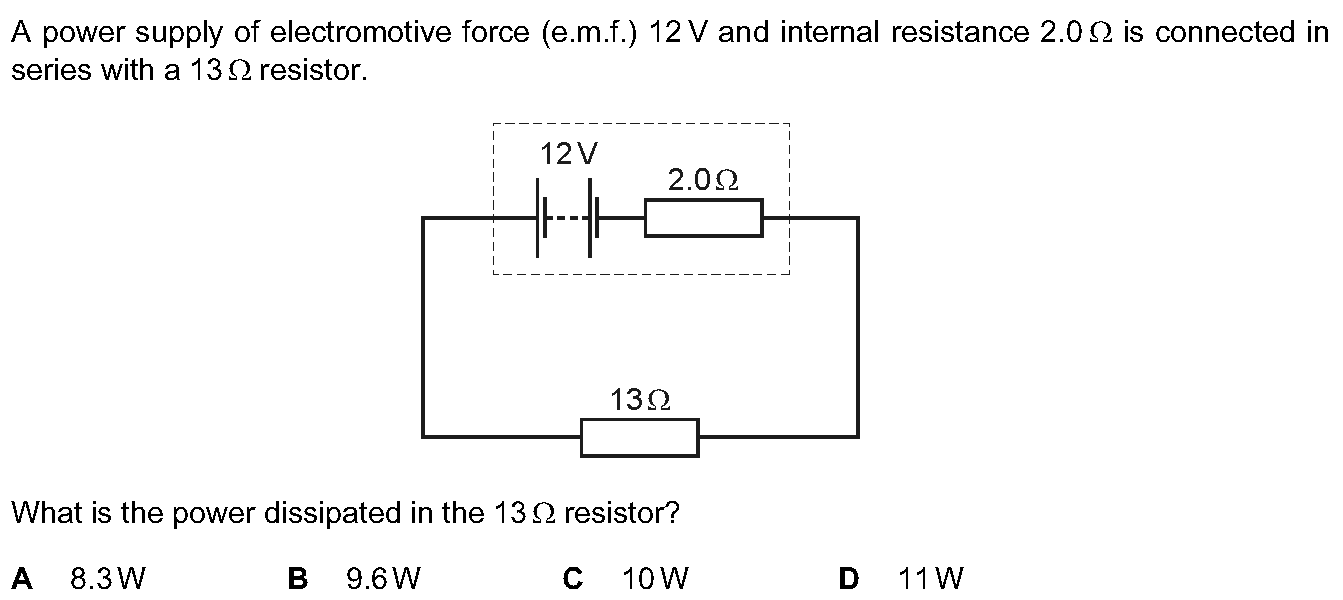 A power supply of electromotive force (e.m.f.) 12 V and internal resistance 2.0 Ω is connected in
series with a 13 Ω resistor.
12 V
2.0 Ω
13 Ω
What is the power dissipated in the 13 Ω resistor?
A 8.3 W B 9.6 W C 10 W D 11 W